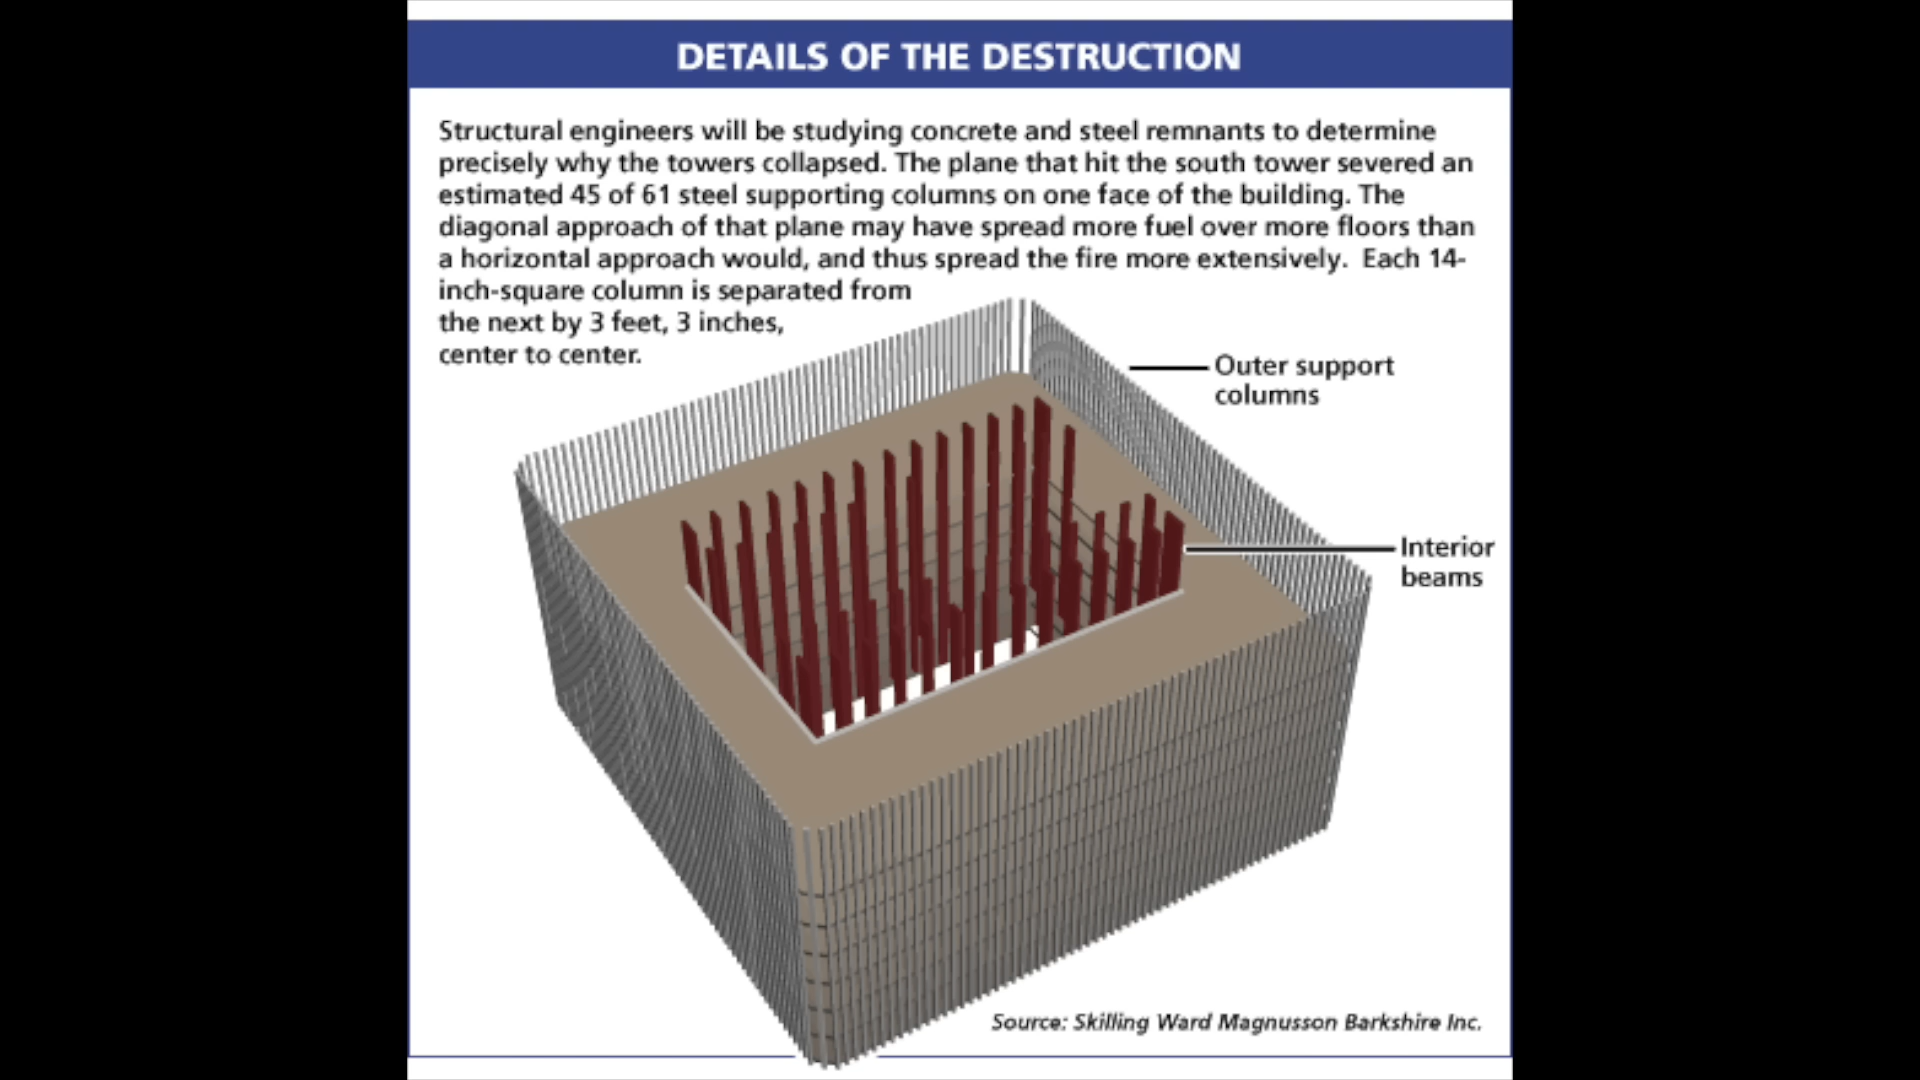 DETAILS OF THE DESTRUCTION
Structural engineers will be studying concrete and steel remnants to determine
precisely why the towers collapsed. The plane that hit the south tower severed an
estimated 45 of 61 steel supporting columns on one face of the building. The
diagonal approach of that plane may have spread more fuel over more floors than
a horizontal approach would, and thus spread the fire more extensively. Each 14-
inch-square column is separated from
the next by 3 feet, 3 inches,
center to center.
Outer support
columns
Interior
beams
Source: Skilling Ward Magnusson Barkshire Inc.